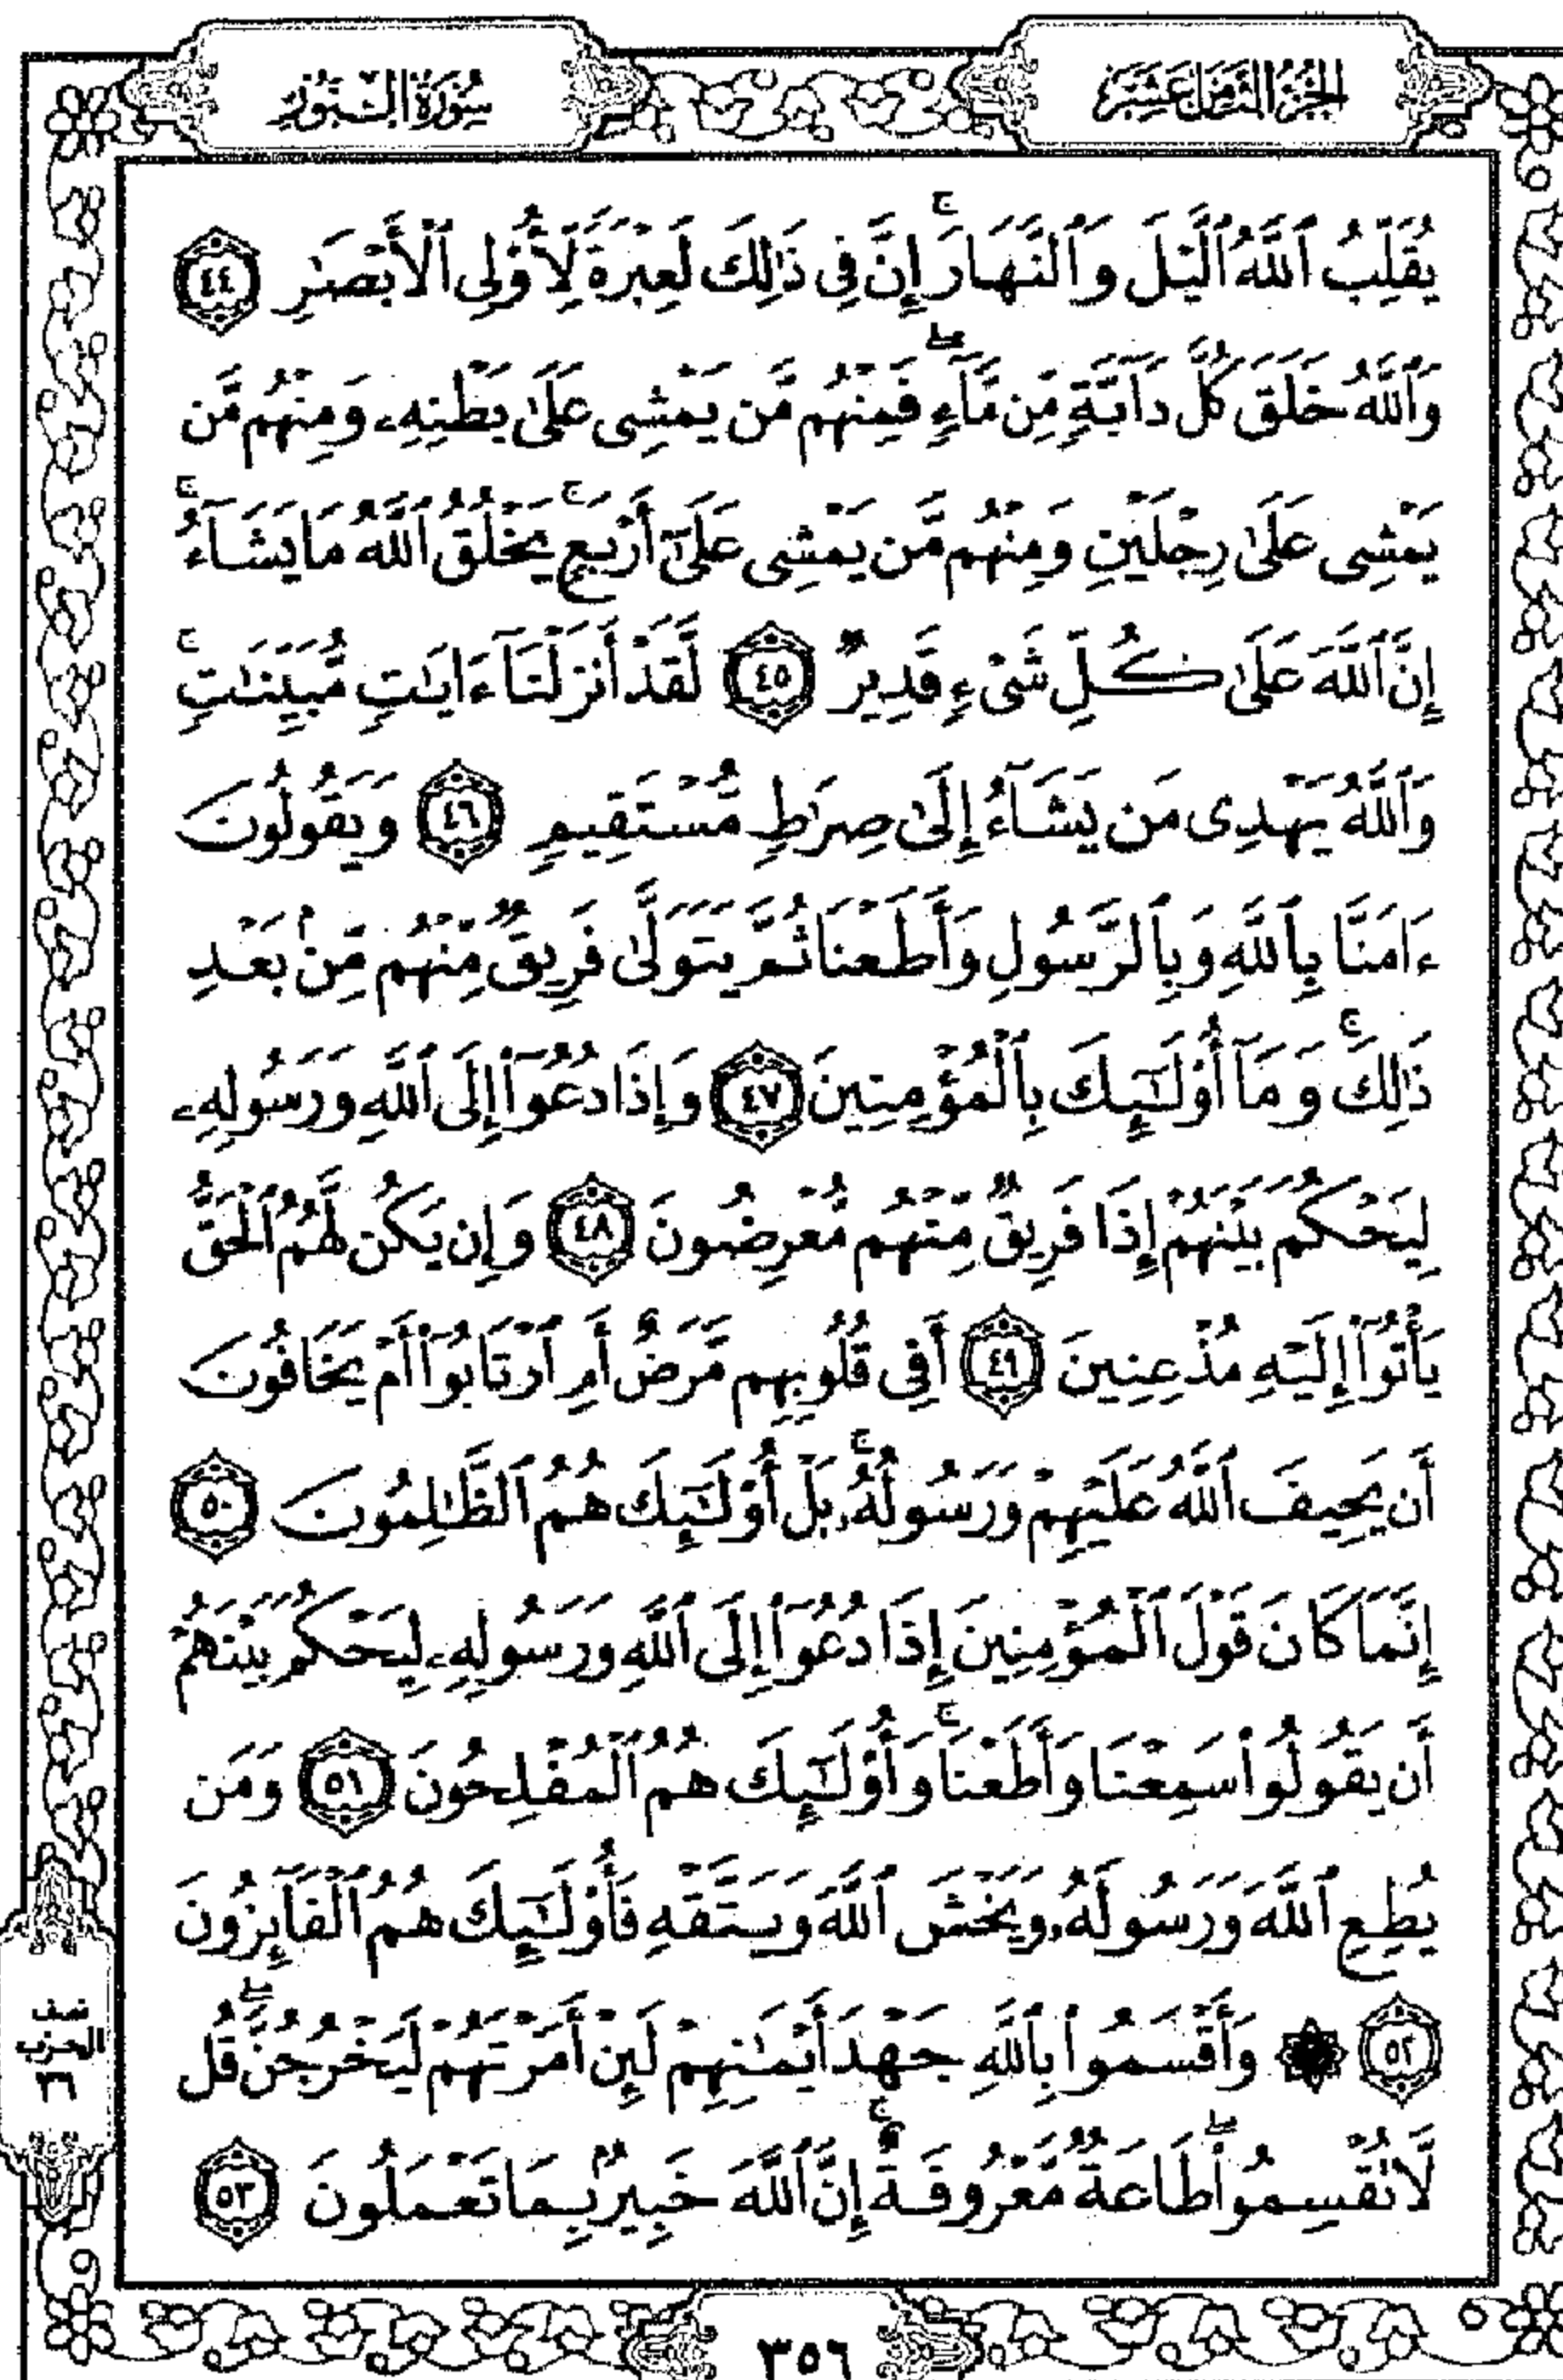 الجزء الثامن عشر
سورة النور
يُقَلِّبُ ٱللَّهُ ٱلَّيۡلَ وَٱلنَّهَارَۚ إِنَّ فِي ذَٰلِكَ لَعِبۡرَةٗ لِّأُوْلِي ٱلۡأَبۡصَٰرِ ٤٤
وَٱللَّهُ خَلَقَ كُلَّ دَآبَّةٖ مِّن مَّآءٖۖ فَمِنۡهُم مَّن يَمۡشِي عَلَىٰ بَطۡنِهِۦ وَمِنۡهُم مَّن
يَمۡشِي عَلَىٰ رِجۡلَيۡنِ وَمِنۡهُم مَّن يَمۡشِي عَلَىٰٓ أَرۡبَعٖۚ يَخۡلُقُ ٱللَّهُ مَا يَشَآءُۚ
إِنَّ ٱللَّهَ عَلَىٰ كُلِّ شَيۡءٖ قَدِيرٞ ٤٥ لَّقَدۡ أَنزَلۡنَآ ءَايَٰتٖ مُّبَيِّنَٰتٖۚ
وَٱللَّهُ يَهۡدِي مَن يَشَآءُ إِلَىٰ صِرَٰطٖ مُّسۡتَقِيمٖ ٤٦ وَيَقُولُونَ
ءَامَنَّا بِٱللَّهِ وَبِٱلرَّسُولِ وَأَطَعۡنَا ثُمَّ يَتَوَلَّىٰ فَرِيقٞ مِّنۡهُم مِّنۢ بَعۡدِ
ذَٰلِكَۚ وَمَآ أُوْلَٰٓئِكَ بِٱلۡمُؤۡمِنِينَ ٤٧ وَإِذَا دُعُوٓاْ إِلَى ٱللَّهِ وَرَسُولِهِۦ
لِيَحۡكُمَ بَيۡنَهُمۡ إِذَا فَرِيقٞ مِّنۡهُم مُّعۡرِضُونَ ٤٨ وَإِن يَكُن لَّهُمُ ٱلۡحَقُّ
يَأۡتُوٓاْ إِلَيۡهِ مُذۡعِنِينَ ٤٩ أَفِي قُلُوبِهِم مَّرَضٌ أَمِ ٱرۡتَابُوٓاْ أَمۡ يَخَافُونَ
أَن يَحِيفَ ٱللَّهُ عَلَيۡهِمۡ وَرَسُولُهُۥۚ بَلۡ أُوْلَٰٓئِكَ هُمُ ٱلظَّٰلِمُونَ ٥٠
إِنَّمَا كَانَ قَوۡلَ ٱلۡمُؤۡمِنِينَ إِذَا دُعُوٓاْ إِلَى ٱللَّهِ وَرَسُولِهِۦ لِيَحۡكُمَ بَيۡنَهُمۡ
أَن يَقُولُواْ سَمِعۡنَا وَأَطَعۡنَاۚ وَأُوْلَٰٓئِكَ هُمُ ٱلۡمُفۡلِحُونَ ٥١ وَمَن
يُطِعِ ٱللَّهَ وَرَسُولَهُۥ وَيَخۡشَ ٱللَّهَ وَيَتَّقۡهِ فَأُوْلَٰٓئِكَ هُمُ ٱلۡفَآئِزُونَ
٥٢ ۞ وَأَقۡسَمُواْ بِٱللَّهِ جَهۡدَ أَيۡمَٰنِهِمۡ لَئِنۡ أَمَرۡتَهُمۡ لَيَخۡرُجُنَّۖ قُل
لَّا تُقۡسِمُواْۖ طَاعَةٞ مَّعۡرُوفَةٌۚ إِنَّ ٱللَّهَ خَبِيرُۢ بِمَا تَعۡمَلُونَ ٥٣
نصف
الحزب
٣٦
٣٥٦